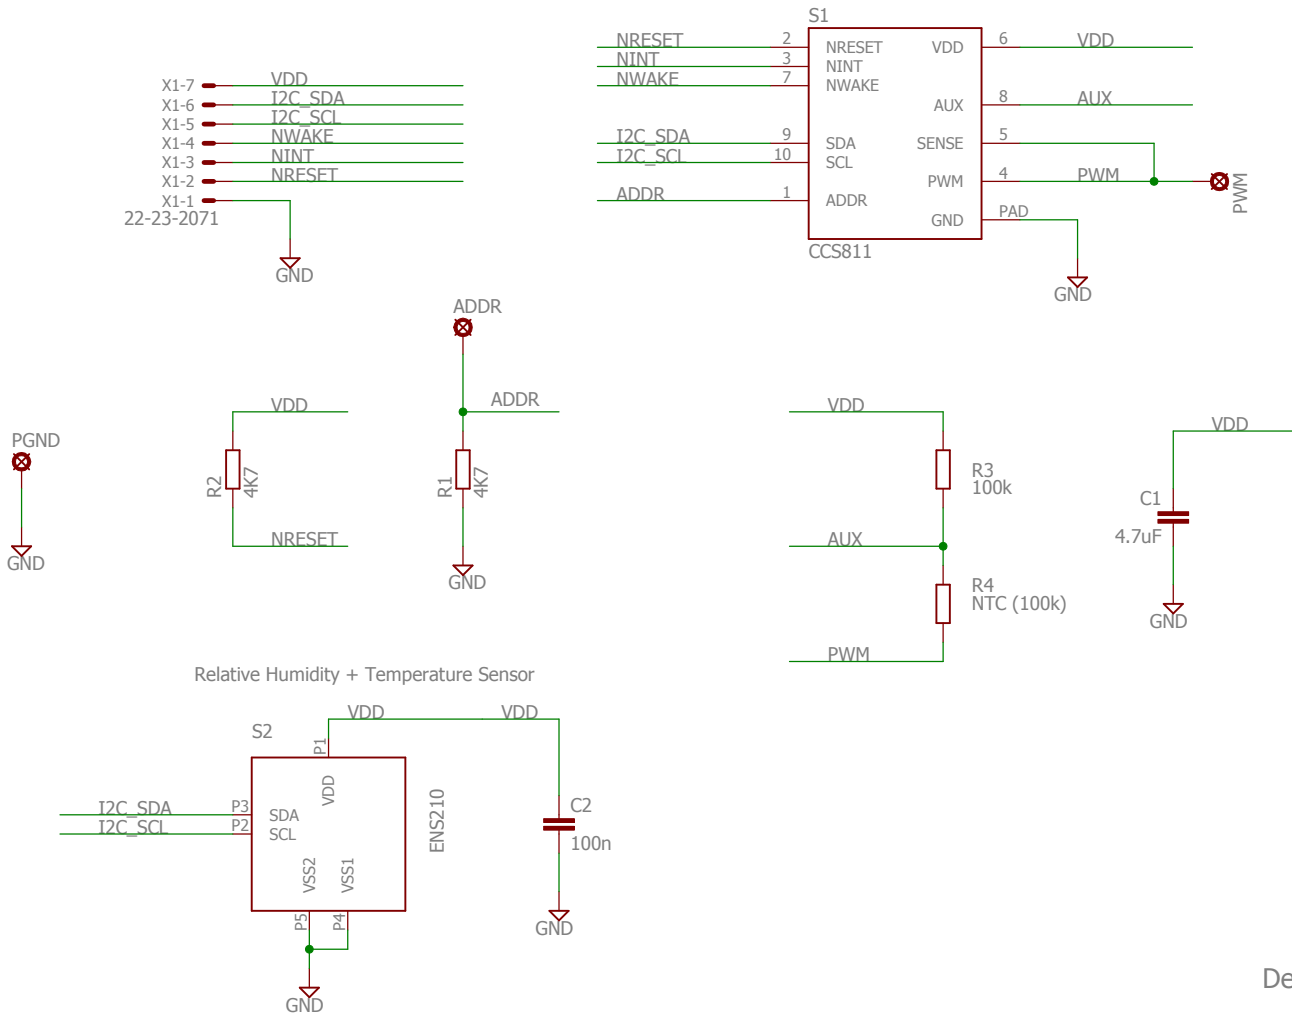 S1
NRESET 2 NRESET VDD 6 VDD
NINT 3 NINT
NWAKE 7 NWAKE
AUX 8 AUX
I2C_SDA 9 SDA SENSE 5
I2C_SCL 10 SCL
PWM 4 PWM
PWM
ADDR 1 ADDR
GND PAD
CCS811
GND
X1-7 VDD
X1-6 I2C_SDA
X1-5 I2C_SCL
X1-4 NWAKE
X1-3 NINT
X1-2 NRESET
X1-1
22-23-2071
GND
ADDR
ADDR
PGND
GND
VDD
R2
4K7
NRESET
R1
4K7
GND
VDD
R3
100k
AUX
R4
NTC (100k)
PWM
VDD
C1
4.7uF
GND
Relative Humidity + Temperature Sensor
S2
VDD VDD
P1
VDD
I2C_SDA P3 SDA
I2C_SCL P2 SCL
ENS210
VSS2 VSS1
P5 P4
GND
C2
100n
GND
De